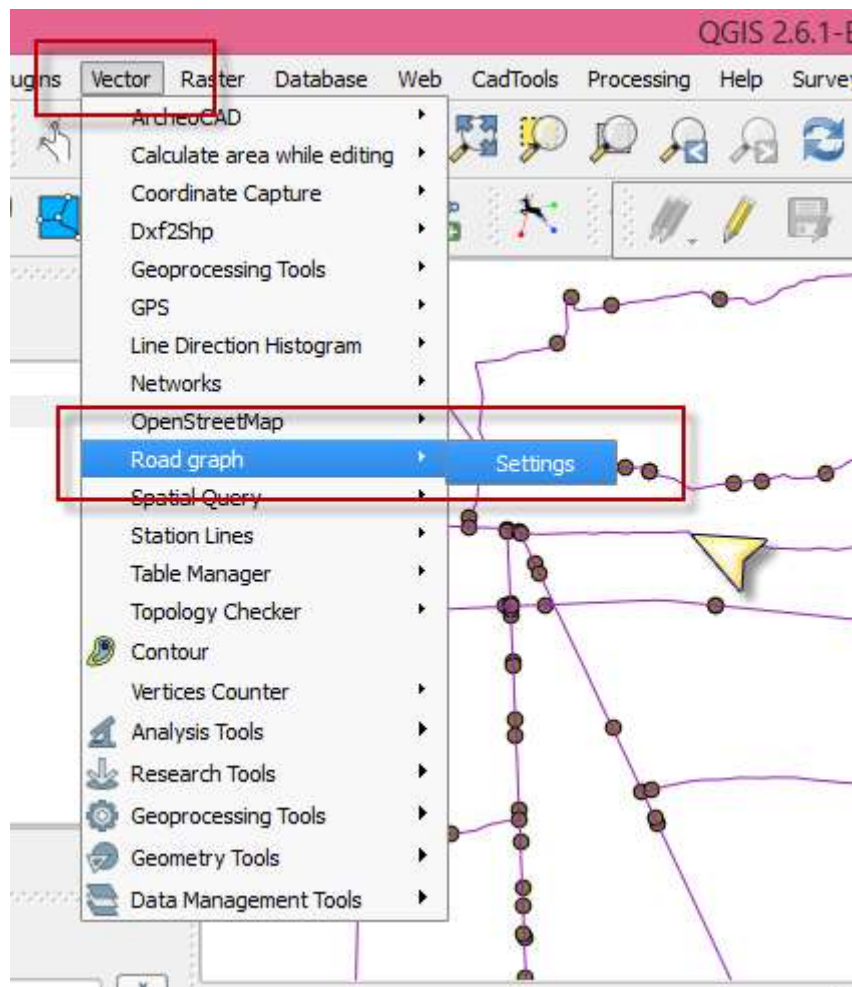 QGIS 2.6.1-B
ugins Vector Raster Database Web CadTools Processing Help Survey
ArcheoCAD
Calculate area while editing
Coordinate Capture
Dxf2Shp
Geoprocessing Tools
GPS
Line Direction Histogram
Networks
OpenStreetMap
Road graph Settings
Spatial Query
Station Lines
Table Manager
Topology Checker
Contour
Vertices Counter
Analysis Tools
Research Tools
Geoprocessing Tools
Geometry Tools
Data Management Tools